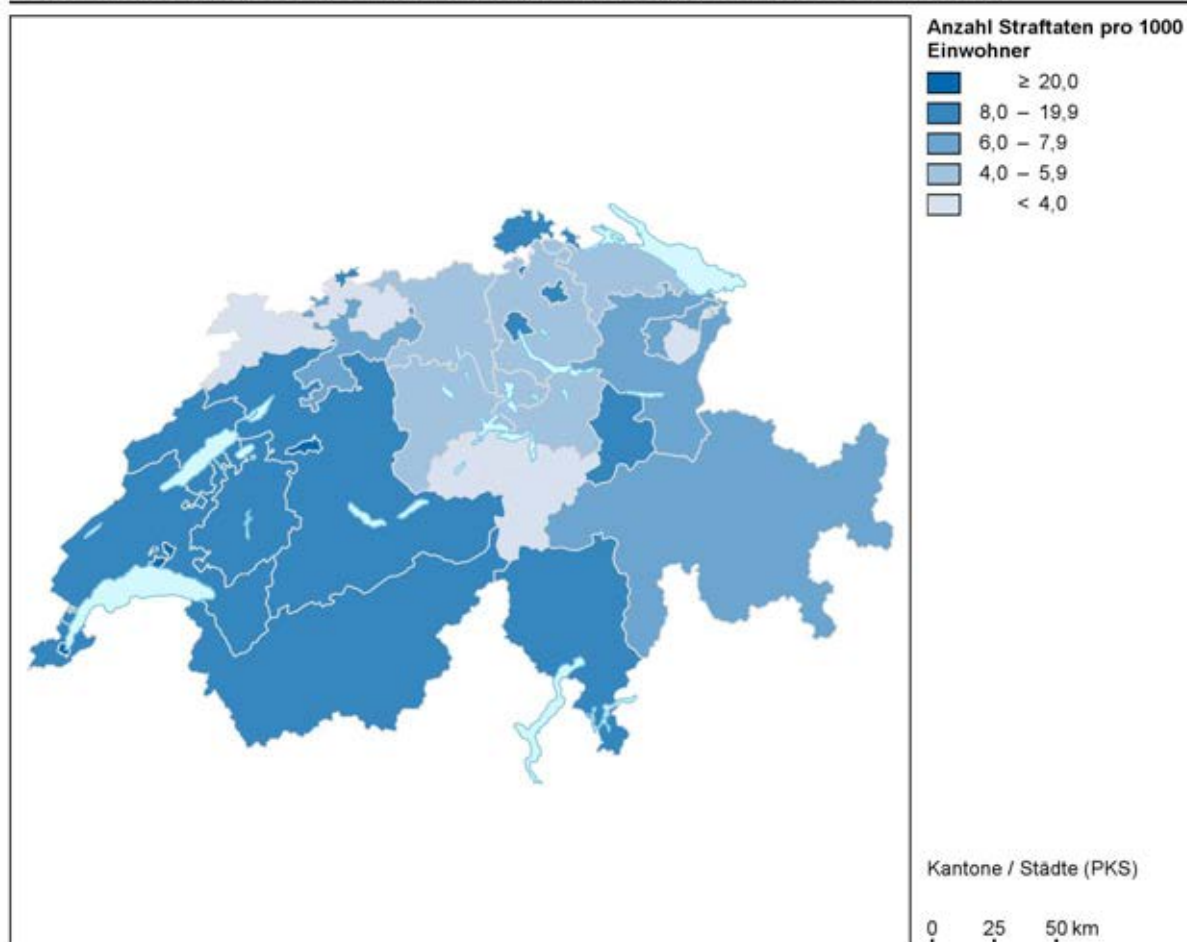 Anzahl Straftaten pro 1000
Einwohner
≥ 20,0
8,0 – 19,9
6,0 – 7,9
4,0 – 5,9
< 4,0
Kantone / Städte (PKS)
0 25 50 km